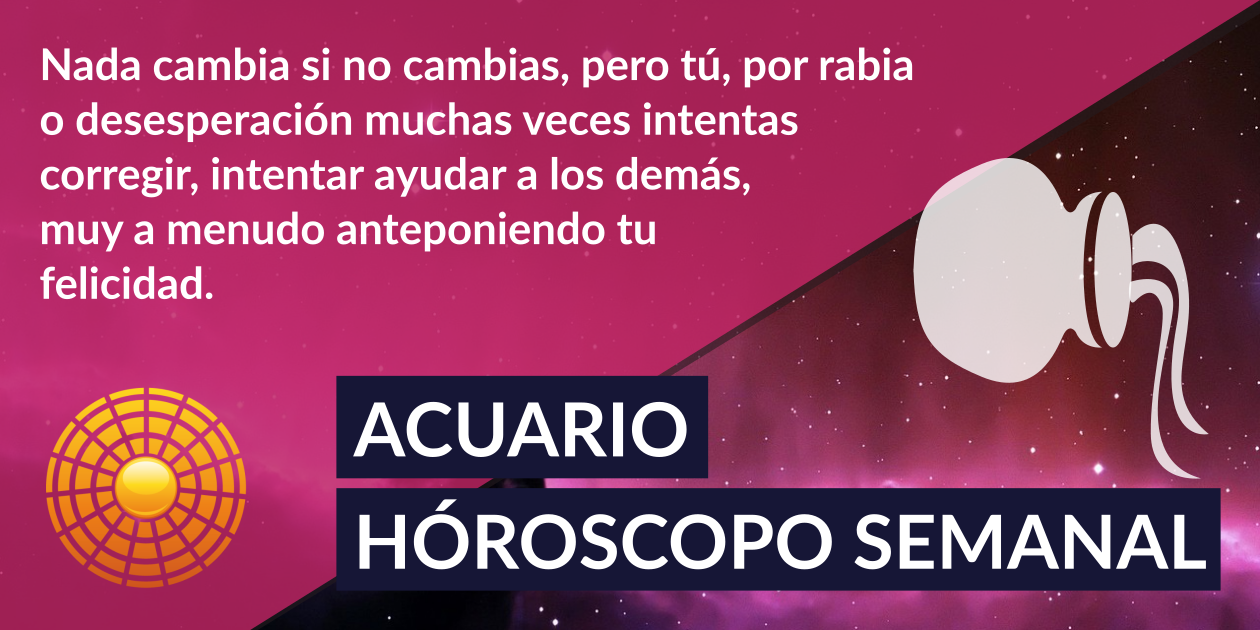 Nada cambia si no cambias, pero tú, por rabia
o desesperación muchas veces intentas
corregir, intentar ayudar a los demás,
muy a menudo anteponiendo tu
felicidad.
ACUARIO
HÓROSCOPO SEMANAL